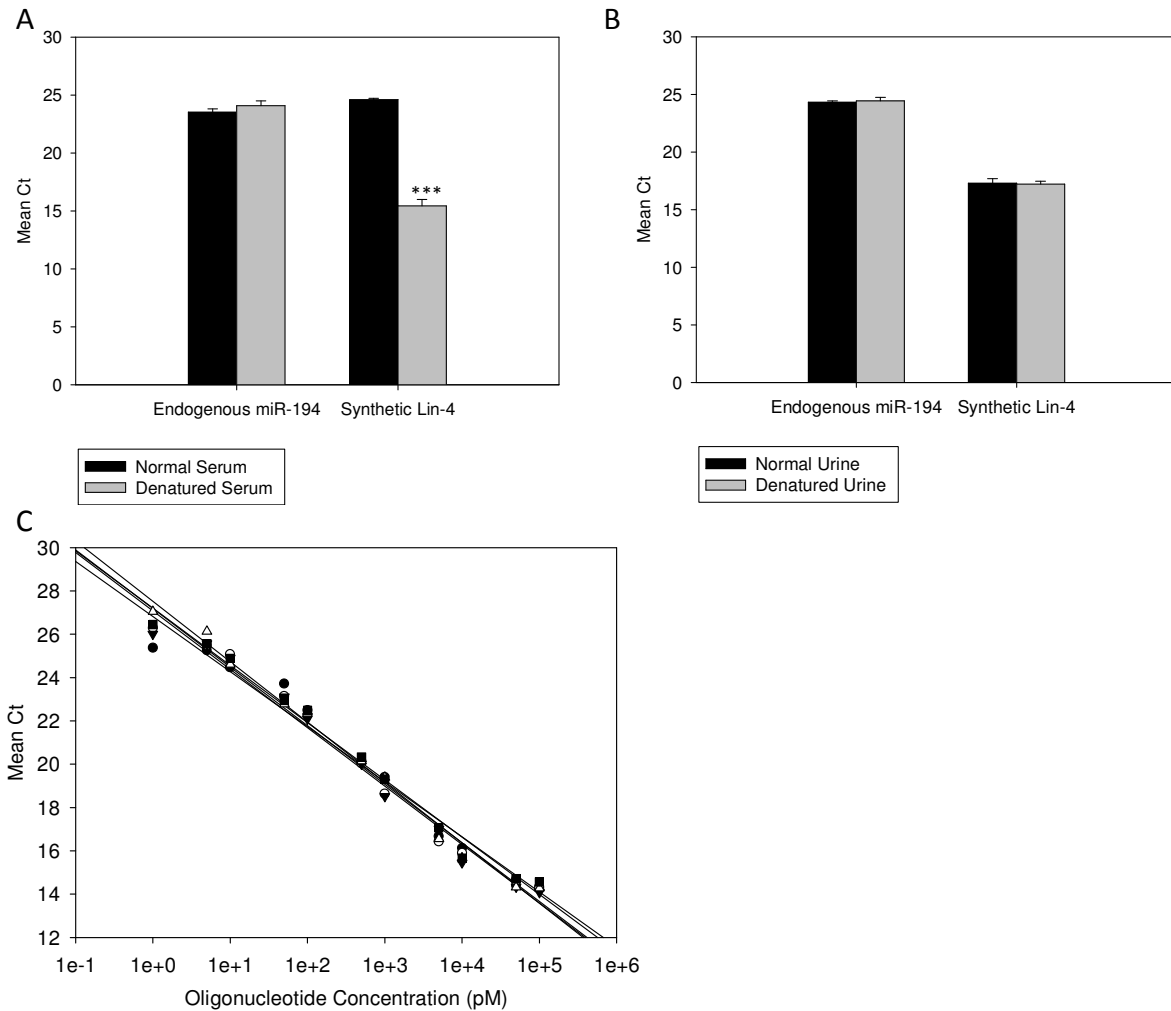 A
Mean Ct
30
25
20
15
10
5
0
***
Endogenous miR-194
Synthetic Lin-4
Normal Serum
Denatured Serum
B
Mean Ct
30
25
20
15
10
5
0
Endogenous miR-194
Synthetic Lin-4
Normal Urine
Denatured Urine
C
Mean Ct
30
28
26
24
22
20
18
16
14
12
1e-1 1e+0 1e+1 1e+2 1e+3 1e+4 1e+5 1e+6
Oligonucleotide Concentration (pM)